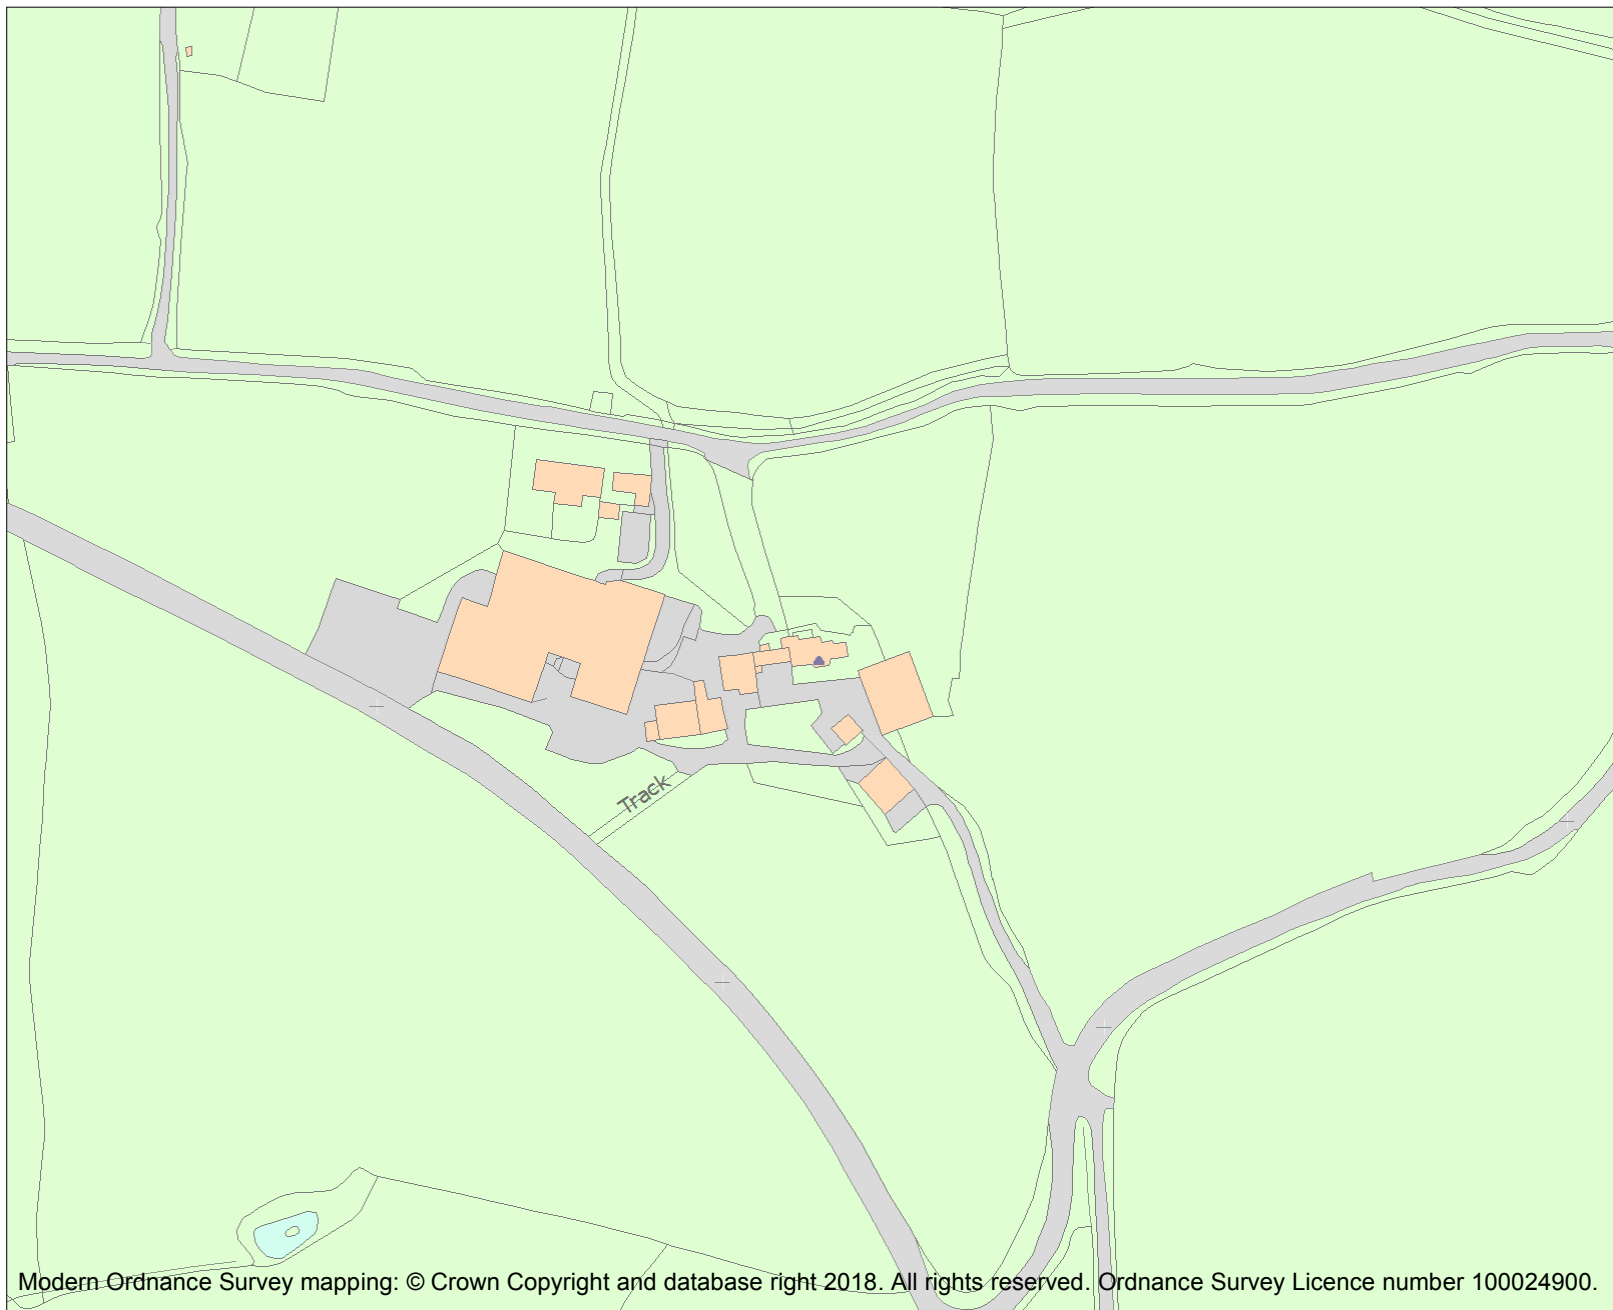 Track
Modern Ordnance Survey mapping: © Crown Copyright and database right 2018. All rights reserved. Ordnance Survey Licence number 100024900.